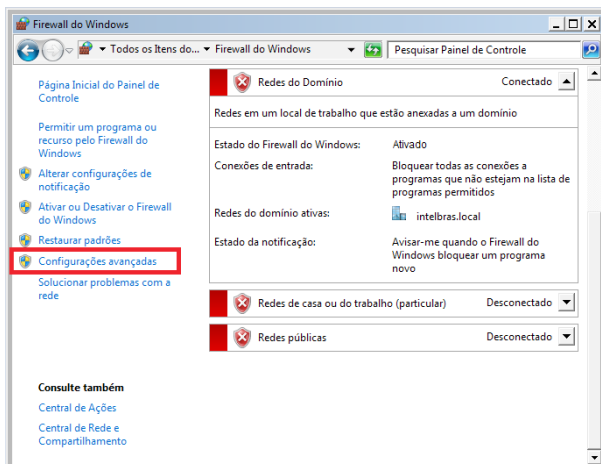 Firewall do Windows
Todos os Itens do... Firewall do Windows
Pesquisar Painel de Controle
Página Inicial do Painel de
Controle
Permitir um programa ou
recurso pelo Firewall do
Windows
Alterar configurações de
notificação
Ativar ou Desativar o Firewall
do Windows
Restaurar padrões
Configurações avançadas
Solucionar problemas com a
rede
Consulte também
Central de Ações
Central de Rede e
Compartilhamento
Redes do Domínio Conectado
Redes em um local de trabalho que estão anexadas a um domínio
Estado do Firewall do Windows: Ativado
Conexões de entrada: Bloquear todas as conexões a
programas que não estejam na lista de
programas permitidos
Redes do domínio ativas: intelbras.local
Estado da notificação: Avisar-me quando o Firewall do
Windows bloquear um programa
novo
Redes de casa ou do trabalho (particular) Desconectado
Redes públicas Desconectado